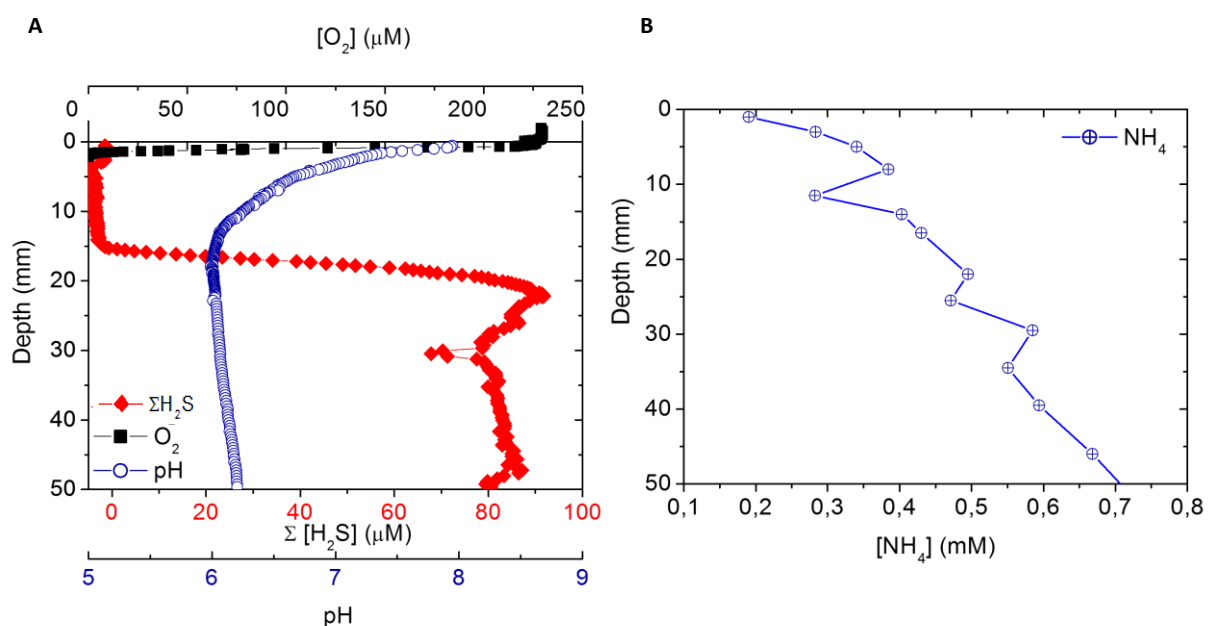 A
[O₂] (μM)
0 50 100 150 200 250
0
10
20
30
40
50
Depth (mm)
ΣH₂S
O₂
pH
0 20 40 60 80 100
Σ [H₂S] (μM)
5 6 7 8 9
pH
B
0
10
20
30
40
50
Depth (mm)
NH₄
0,1 0,2 0,3 0,4 0,5 0,6 0,7 0,8
[NH₄] (mM)